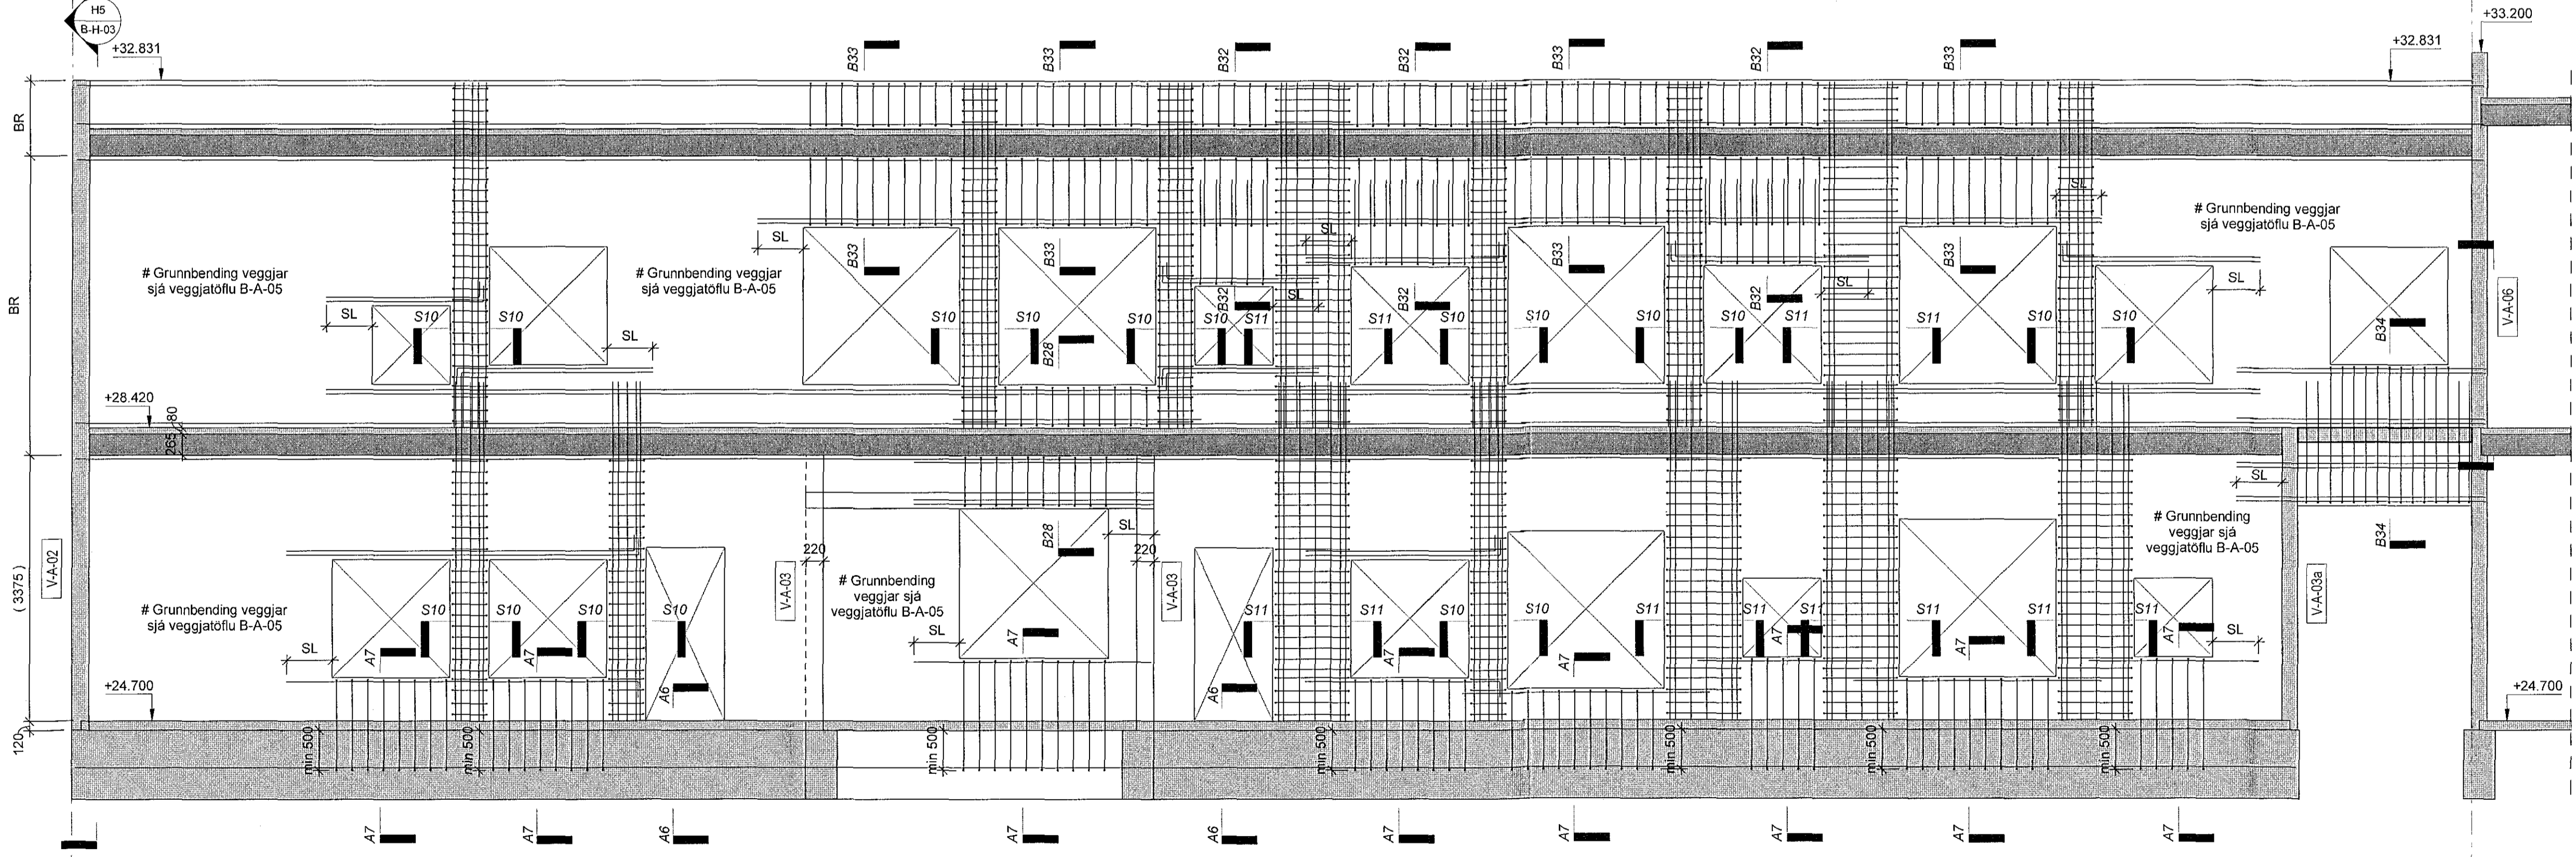 H5
B-H-03
+33.200
+32.831
+32.831
B33
B33
B32
B32
B33
B32
B33
BR
BR
SL
# Grunnbending veggjar
sjá veggjatöflu B-A-05
SL
SL
# Grunnbending veggjar
sjá veggjatöflu B-A-05
# Grunnbending veggjar
sjá veggjatöflu B-A-05
B33
B33
B33
B33
SL
SL
SL
B32
B32
B32
V-A-06
SL
S10
S10
S10
S10
S10
S10
S11
S11
S10
S10
S10
S10
S11
S11
S10
S10
B34
SL
B28
+28.420
80
265
SL
# Grunnbending
veggjar sjá
veggjatöflu B-A-05
B28
SL
B34
220
220
V-A-02
( 3375 )
V-A-03
V-A-03
V-A-03a
# Grunnbending
veggjar sjá
veggjatöflu B-A-05
# Grunnbending veggjar
sjá veggjatöflu B-A-05
S10
S10
S10
S10
S11
S11
S10
S10
S11
S11
S11
S11
S11
S11
SL
A7
A7
A7
A7
A7
A7
A7
A7
SL
SL
A6
A6
+24.700
+24.700
120
min 500
min 500
min 500
min 500
min 500
min 500
min 500
A7
A7
A6
A7
A6
A7
A7
A7
A7
A7